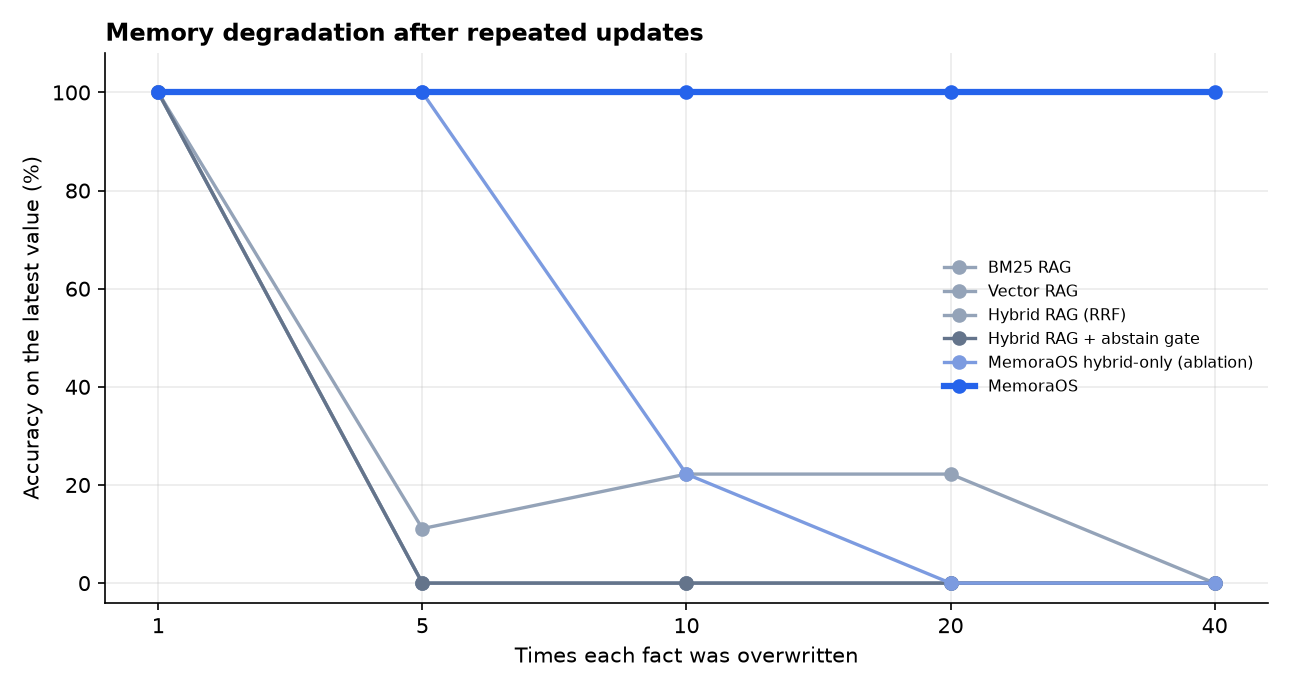 Memory degradation after repeated updates
Accuracy on the latest value (%)
100
80
60
40
20
0
BM25 RAG
Vector RAG
Hybrid RAG (RRF)
Hybrid RAG + abstain gate
MemoraOS hybrid-only (ablation)
MemoraOS
1 5 10 20 40
Times each fact was overwritten